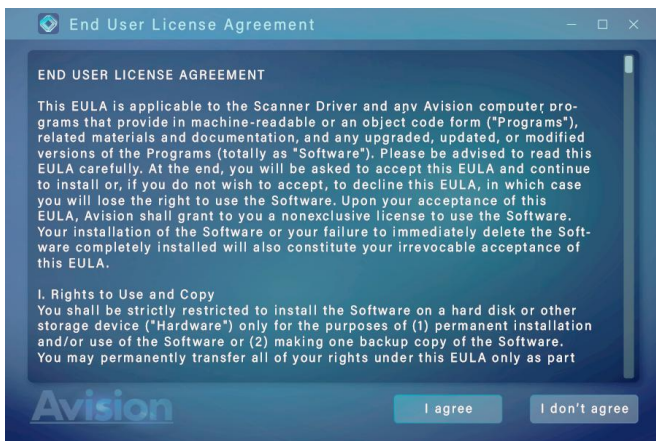 End User License Agreement
END USER LICENSE AGREEMENT
This EULA is applicable to the Scanner Driver and any Avision computer pro-
grams that provide in machine-readable or an object code form ("Programs"),
related materials and documentation, and any upgraded, updated, or modified
versions of the Programs (totally as "Software"). Please be advised to read this
EULA carefully. At the end, you will be asked to accept this EULA and continue
to install or, if you do not wish to accept, to decline this EULA, in which case
you will lose the right to use the Software. Upon your acceptance of this
EULA, Avision shall grant to you a nonexclusive license to use the Software.
Your installation of the Software or your failure to immediately delete the Soft-
ware completely installed will also constitute your irrevocable acceptance of
this EULA.
I. Rights to Use and Copy
You shall be strictly restricted to install the Software on a hard disk or other
storage device ("Hardware") only for the purposes of (1) permanent installation
and/or use of the Software or (2) making one backup copy of the Software.
You may permanently transfer all of your rights under this EULA only as part
Avision
I agree
I don't agree